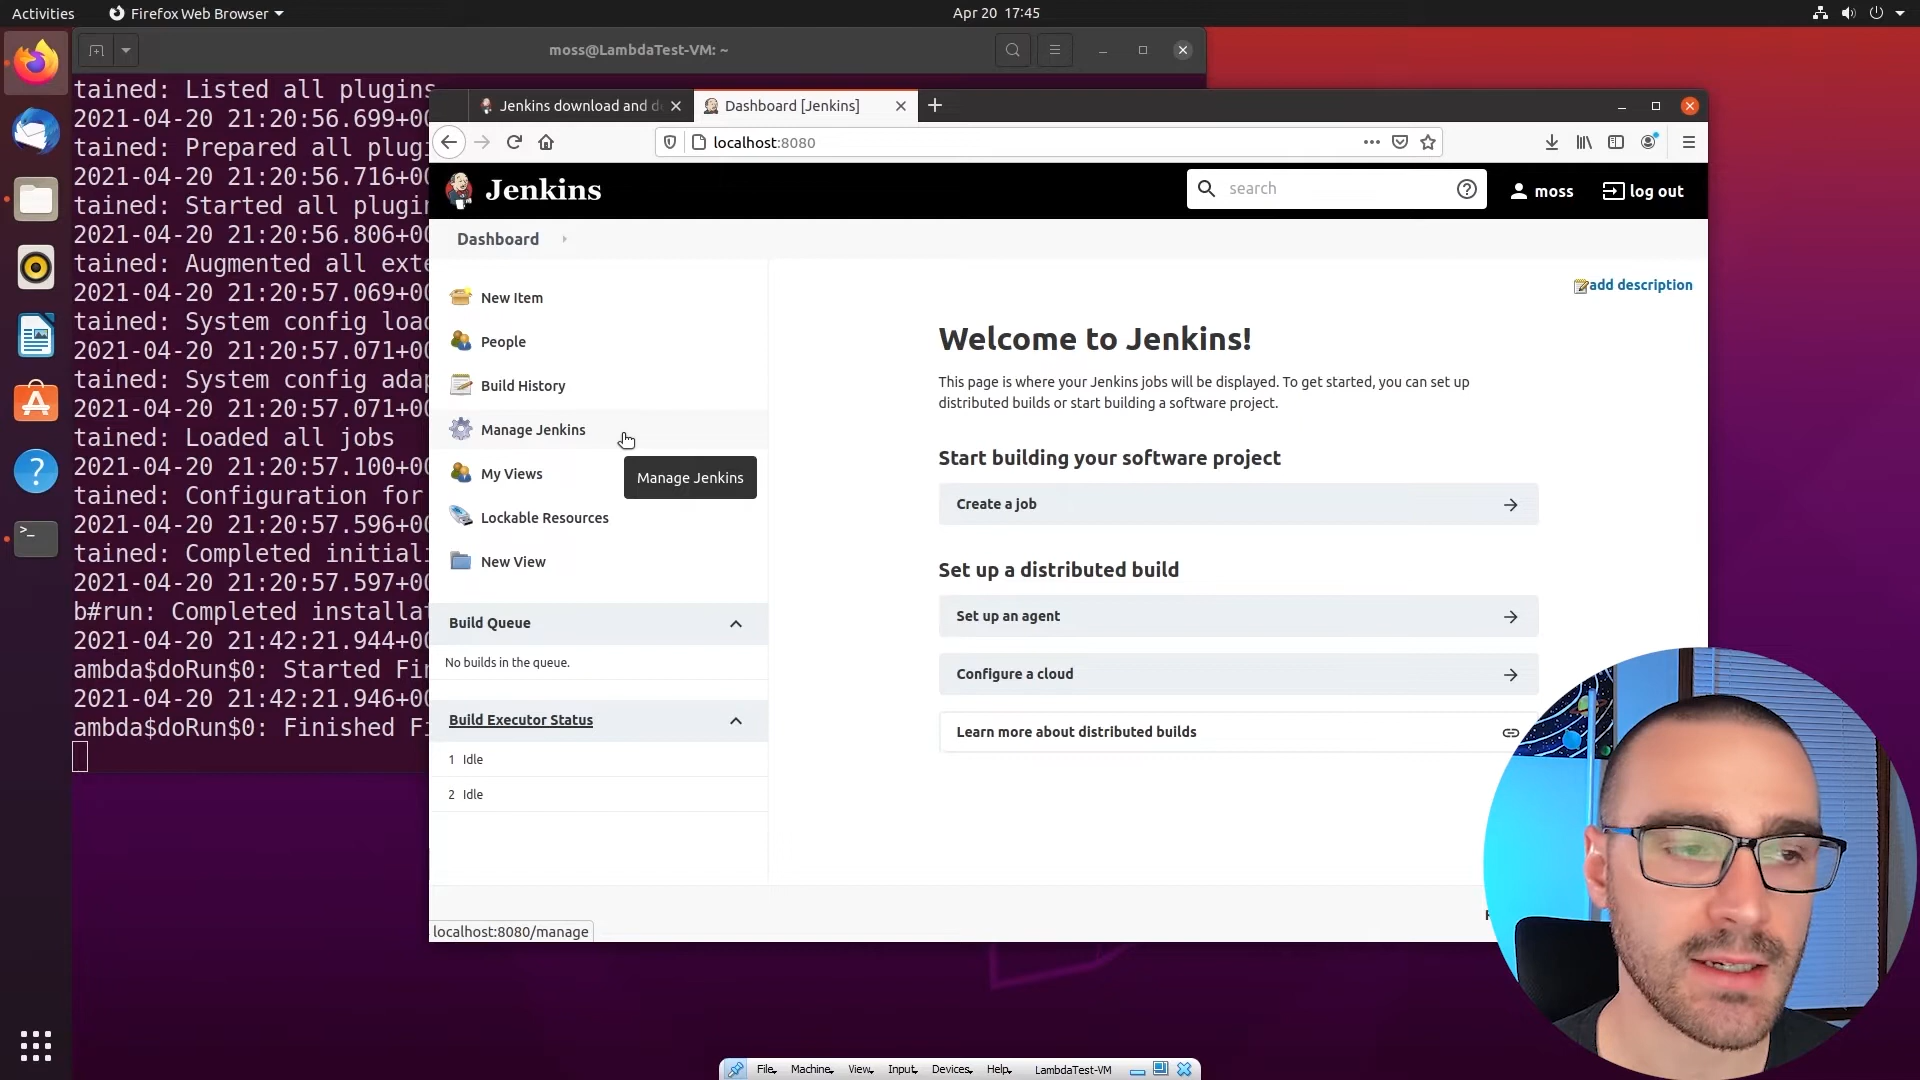 Activities
Firefox Web Browser
Apr 20 17:45
moss@LambdaTest-VM: ~
tained: Listed all plugins
2021-04-20 21:20:56.699+00
tained: Prepared all plugi
2021-04-20 21:20:56.716+00
tained: Started all plugin
2021-04-20 21:20:56.806+00
tained: Augmented all exte
2021-04-20 21:20:57.069+00
tained: System config load
2021-04-20 21:20:57.071+00
tained: System config adap
2021-04-20 21:20:57.071+00
tained: Loaded all jobs
2021-04-20 21:20:57.100+00
tained: Configuration for
2021-04-20 21:20:57.596+00
tained: Completed initiali
2021-04-20 21:20:57.597+00
b#run: Completed installat
2021-04-20 21:42:21.944+00
ambda$doRun$0: Started Fin
2021-04-20 21:42:21.946+00
ambda$doRun$0: Finished Fi
Jenkins download and de
Dashboard [Jenkins]
localhost:8080
Jenkins
search
moss
log out
Dashboard
New Item
People
Build History
Manage Jenkins
My Views
Manage Jenkins
Lockable Resources
New View
Build Queue
No builds in the queue.
Build Executor Status
1 Idle
2 Idle
add description
Welcome to Jenkins!
This page is where your Jenkins jobs will be displayed. To get started, you can set up
distributed builds or start building a software project.
Start building your software project
Create a job
Set up a distributed build
Set up an agent
Configure a cloud
Learn more about distributed builds
localhost:8080/manage
File
Machine
View
Input
Devices
Help
LambdaTest-VM